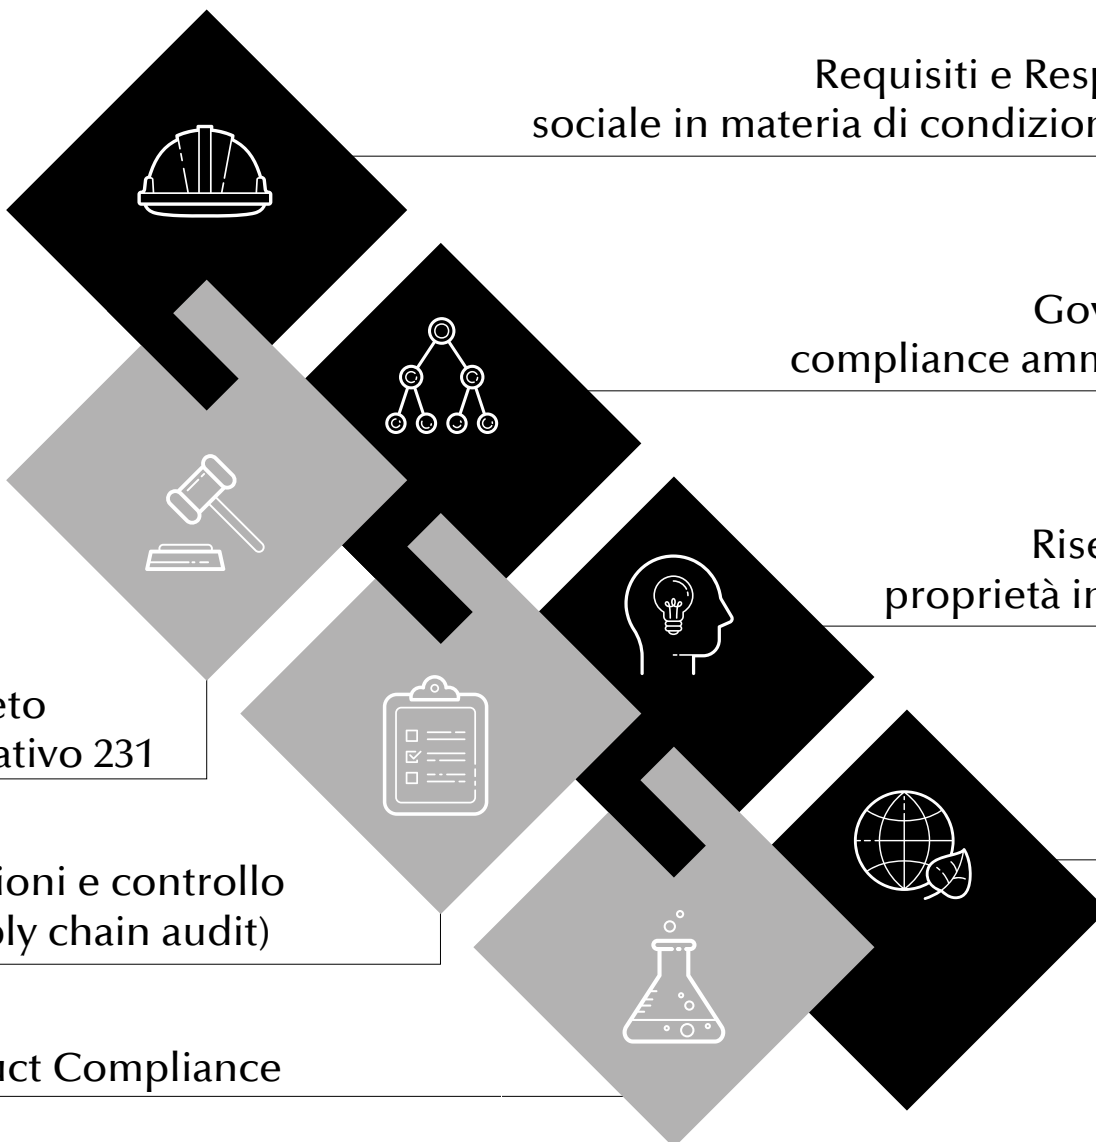 Requisiti e Resp
sociale in materia di condizion
Gov
compliance amm
Rise
proprietà in
eto
ativo 231
ioni e controllo
ply chain audit)
uct Compliance